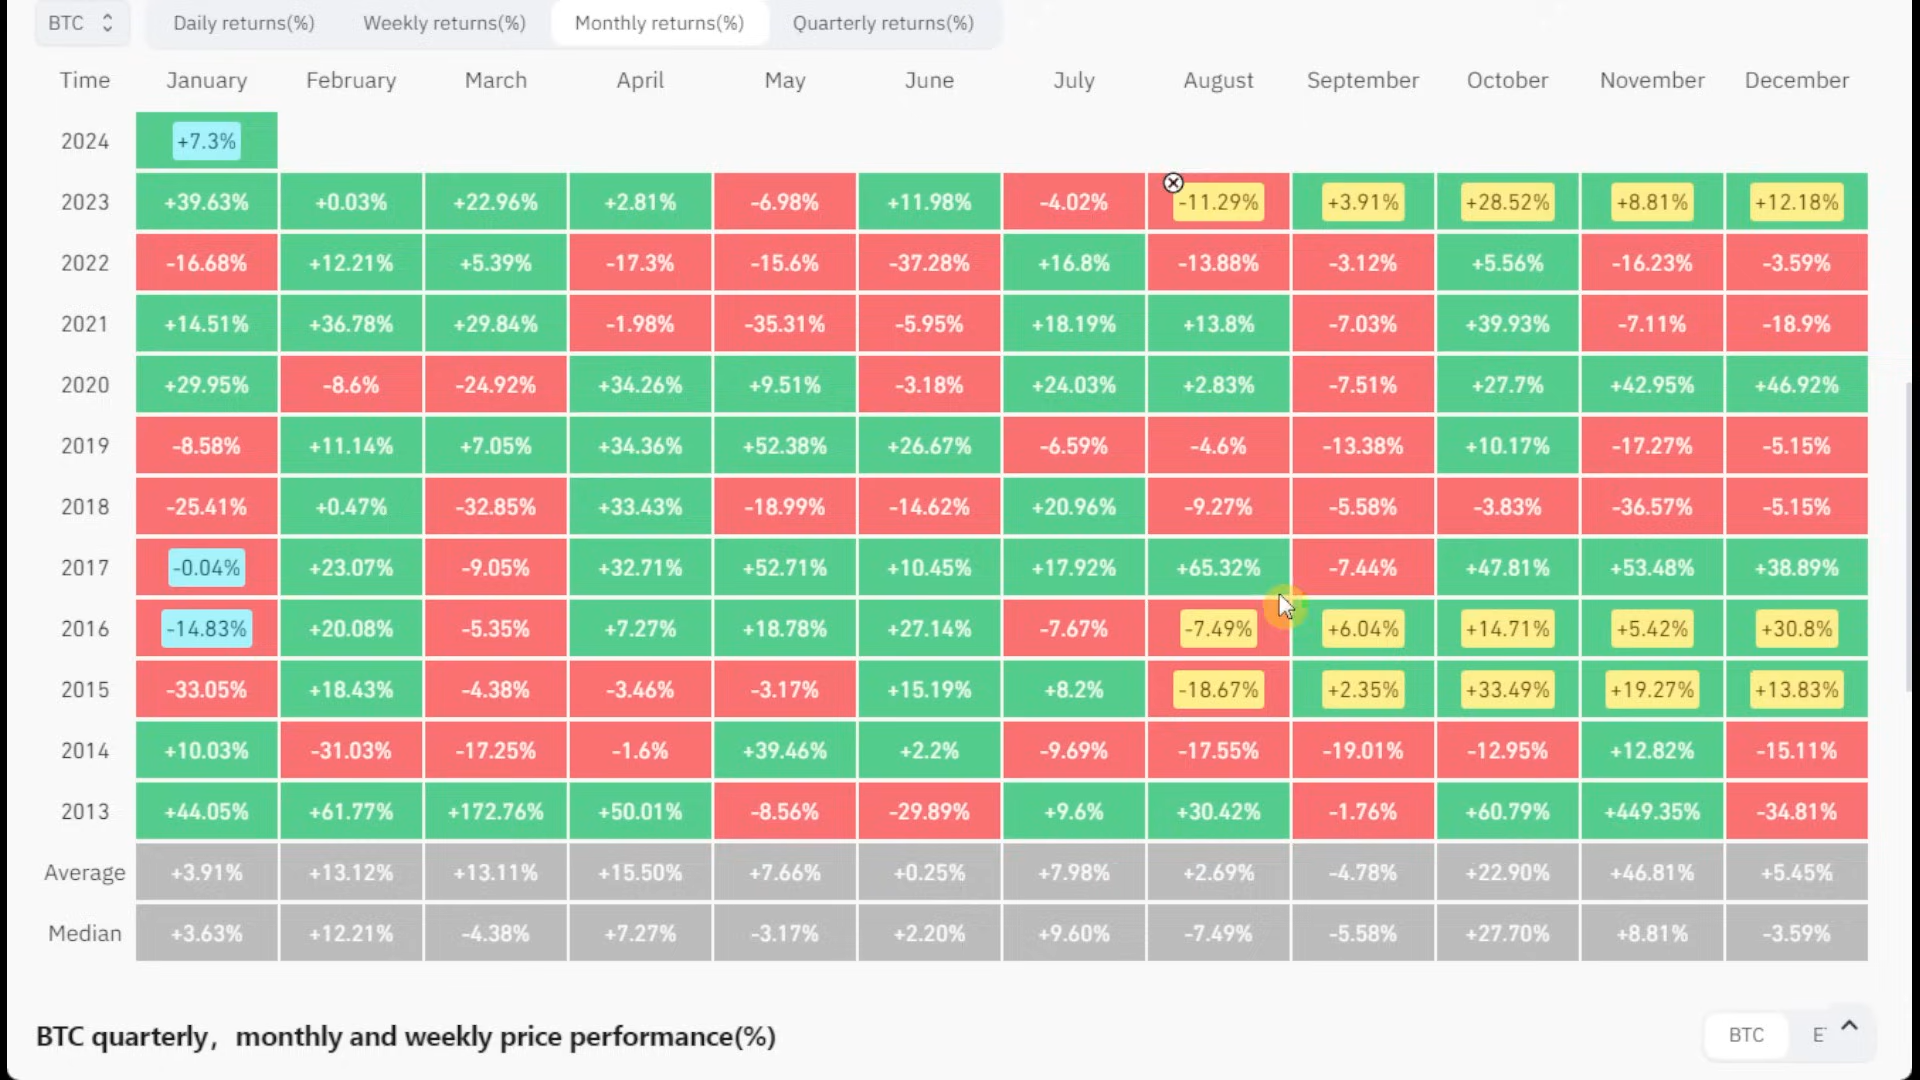 BTC Daily returns(%) Weekly returns(%) Monthly returns(%) Quarterly returns(%)
Time January February March April May June July August September October November December
2024 +7.3%
2023 +39.63% +0.03% +22.96% +2.81% -6.98% +11.98% -4.02% -11.29% +3.91% +28.52% +8.81% +12.18%
2022 -16.68% +12.21% +5.39% -17.3% -15.6% -37.28% +16.8% -13.88% -3.12% +5.56% -16.23% -3.59%
2021 +14.51% +36.78% +29.84% -1.98% -35.31% -5.95% +18.19% +13.8% -7.03% +39.93% -7.11% -18.9%
2020 +29.95% -8.6% -24.92% +34.26% +9.51% -3.18% +24.03% +2.83% -7.51% +27.7% +42.95% +46.92%
2019 -8.58% +11.14% +7.05% +34.36% +52.38% +26.67% -6.59% -4.6% -13.38% +10.17% -17.27% -5.15%
2018 -25.41% +0.47% -32.85% +33.43% -18.99% -14.62% +20.96% -9.27% -5.58% -3.83% -36.57% -5.15%
2017 -0.04% +23.07% -9.05% +32.71% +52.71% +10.45% +17.92% +65.32% -7.44% +47.81% +53.48% +38.89%
2016 -14.83% +20.08% -5.35% +7.27% +18.78% +27.14% -7.67% -7.49% +6.04% +14.71% +5.42% +30.8%
2015 -33.05% +18.43% -4.38% -3.46% -3.17% +15.19% +8.2% -18.67% +2.35% +33.49% +19.27% +13.83%
2014 +10.03% -31.03% -17.25% -1.6% +39.46% +2.2% -9.69% -17.55% -19.01% -12.95% +12.82% -15.11%
2013 +44.05% +61.77% +172.76% +50.01% -8.56% -29.89% +9.6% +30.42% -1.76% +60.79% +449.35% -34.81%
Average +3.91% +13.12% +13.11% +15.50% +7.66% +0.25% +7.98% +2.69% -4.78% +22.90% +46.81% +5.45%
Median +3.63% +12.21% -4.38% +7.27% -3.17% +2.20% +9.60% -7.49% -5.58% +27.70% +8.81% -3.59%
BTC quarterly，monthly and weekly price performance(%) BTC